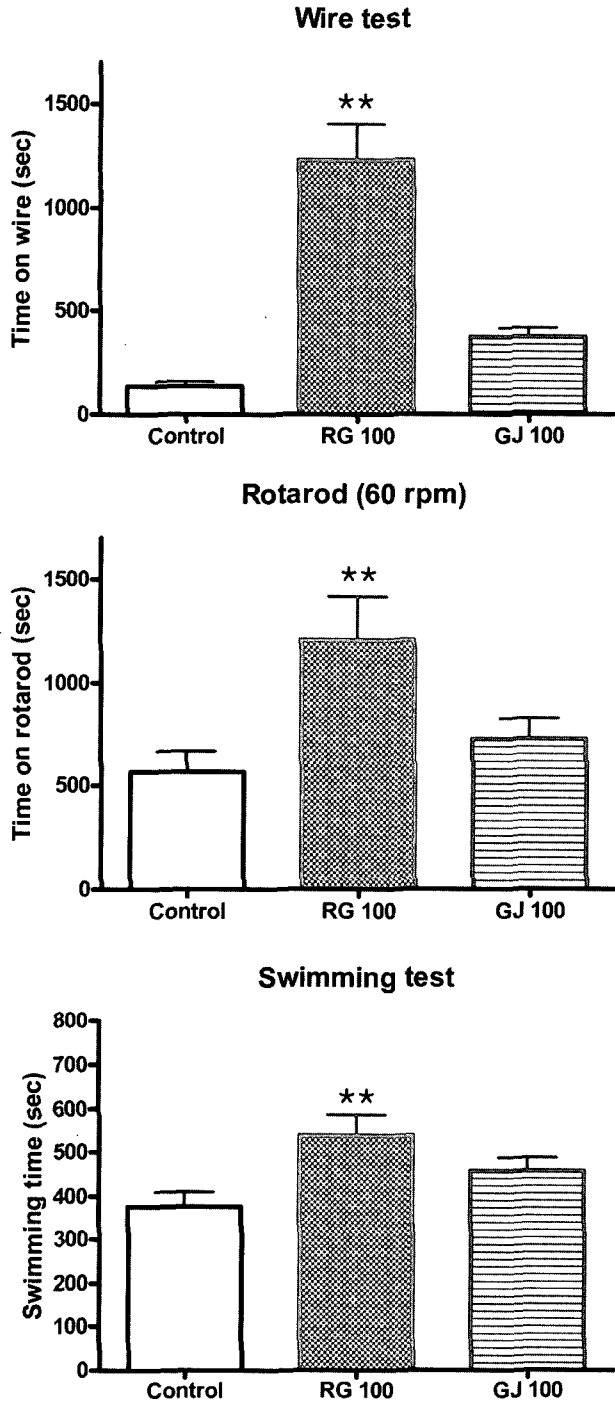 Wire test
**
1500
1000
500
0
Time on wire (sec)
Control RG 100 GJ 100
Rotarod (60 rpm)
**
1500
1000
500
0
Time on rotarod (sec)
Control RG 100 GJ 100
Swimming test
**
800
700
600
500
400
300
200
100
0
Swimming time (sec)
Control RG 100 GJ 100